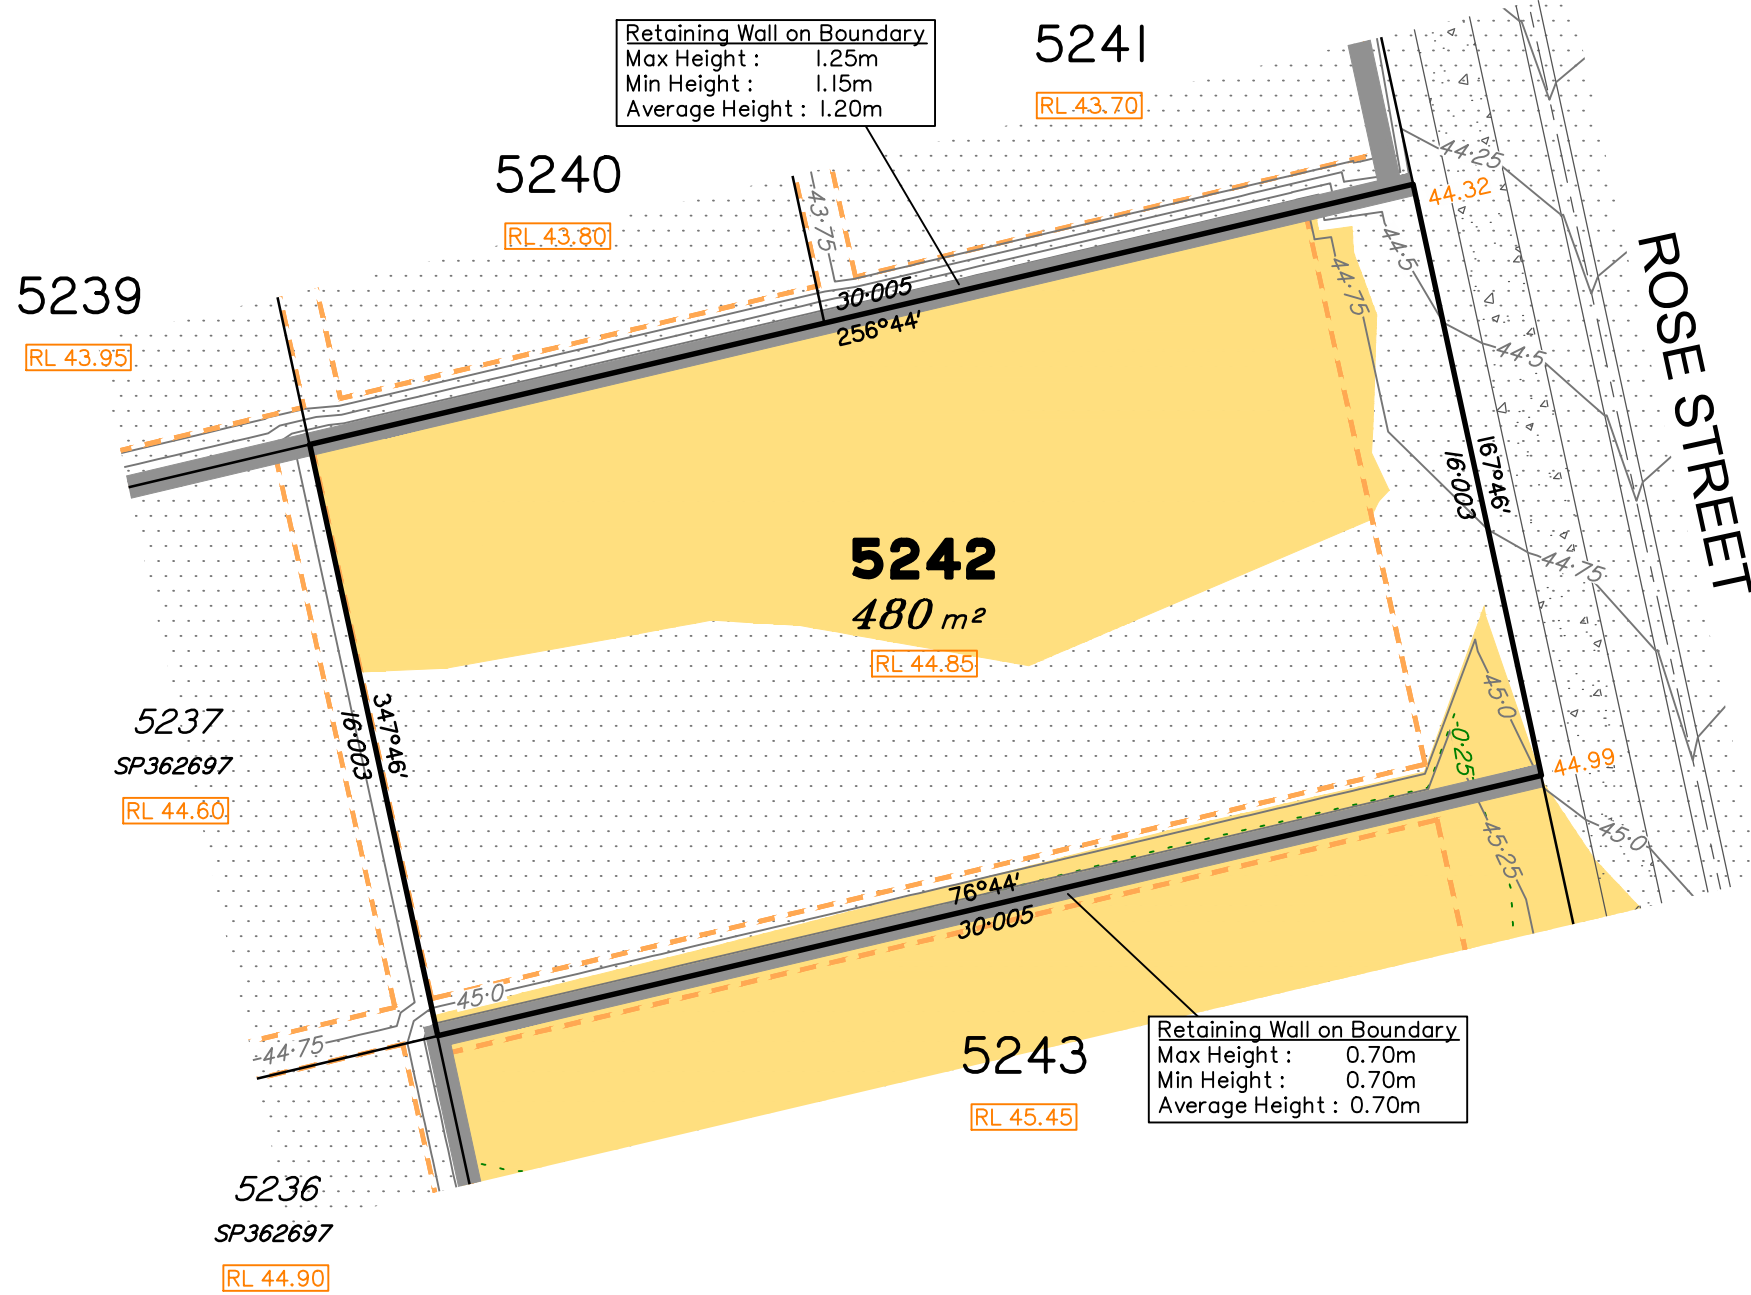 Retaining Wall on Boundary
Max Height : 1.25m
Min Height : 1.15m
Average Height : 1.20m
5241
RL 43.70
5240
RL 43.80
5239
RL 43.95
43·75
44·25
44.32
44·5
44·75
44·5
30·005
256°44'
ROSE STREET
167°46'
16·003
44·75
5242
480 m²
RL 44.85
5237
SP362697
RL 44.60
347°46'
16·003
45·0
-0·25
44.99
45·0
45·25
76°44'
30·005
45·0
44·75
5243
RL 45.45
Retaining Wall on Boundary
Max Height : 0.70m
Min Height : 0.70m
Average Height : 0.70m
5236
SP362697
RL 44.90